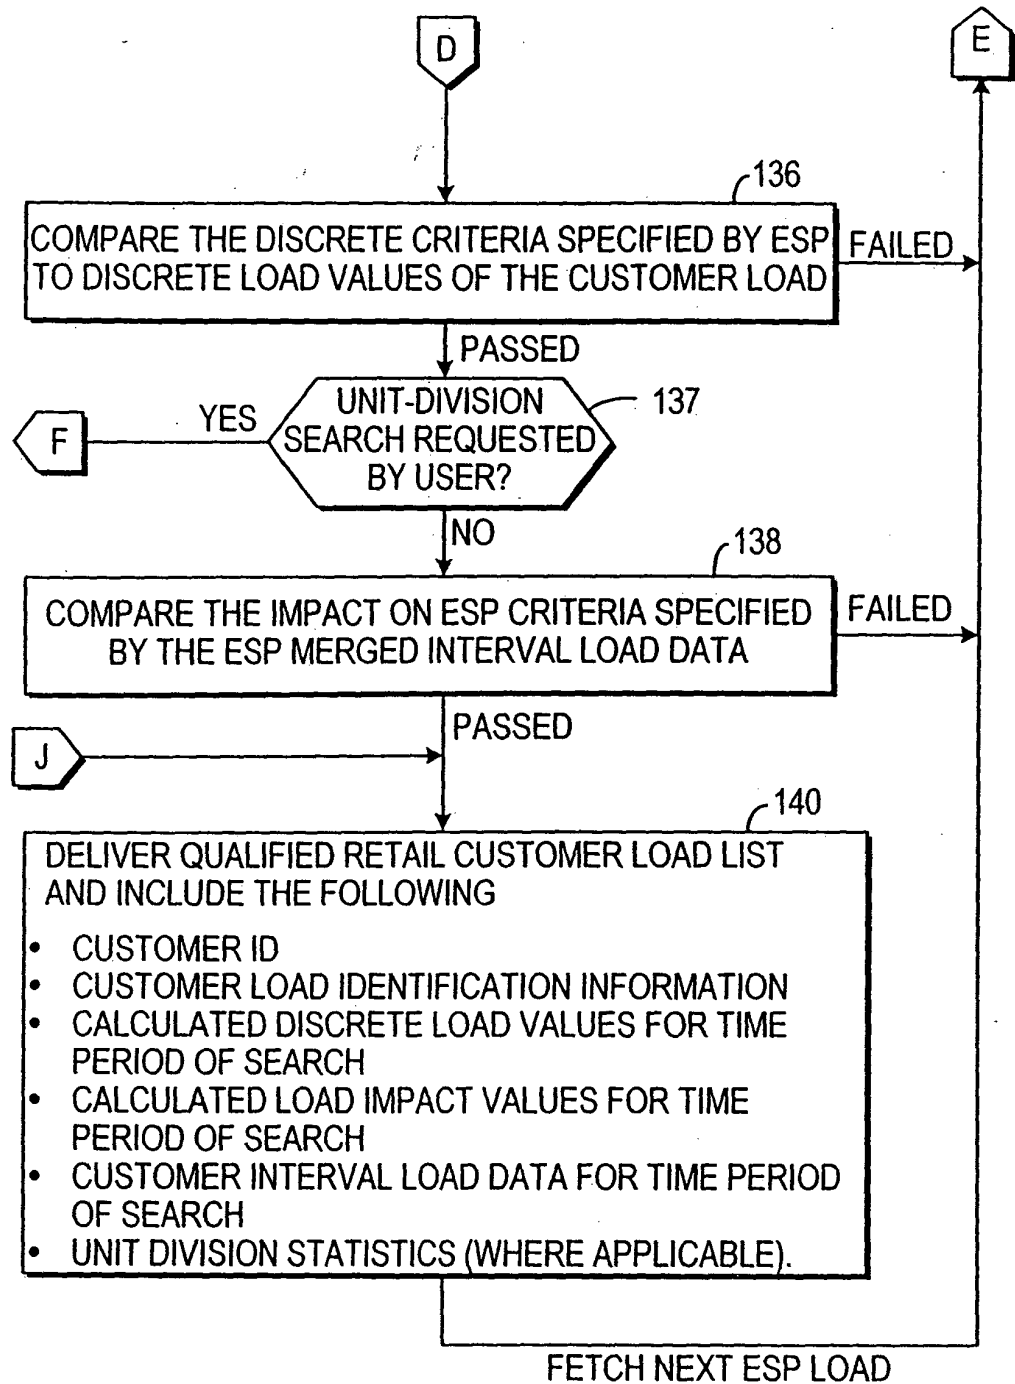 D
E
136
COMPARE THE DISCRETE CRITERIA SPECIFIED BY ESP
TO DISCRETE LOAD VALUES OF THE CUSTOMER LOAD
FAILED
PASSED
UNIT-DIVISION
SEARCH REQUESTED
BY USER?
137
YES
F
NO
138
COMPARE THE IMPACT ON ESP CRITERIA SPECIFIED
BY THE ESP MERGED INTERVAL LOAD DATA
FAILED
PASSED
J
140
DELIVER QUALIFIED RETAIL CUSTOMER LOAD LIST
AND INCLUDE THE FOLLOWING
• CUSTOMER ID
• CUSTOMER LOAD IDENTIFICATION INFORMATION
• CALCULATED DISCRETE LOAD VALUES FOR TIME
PERIOD OF SEARCH
• CALCULATED LOAD IMPACT VALUES FOR TIME
PERIOD OF SEARCH
• CUSTOMER INTERVAL LOAD DATA FOR TIME PERIOD
OF SEARCH
• UNIT DIVISION STATISTICS (WHERE APPLICABLE).
FETCH NEXT ESP LOAD